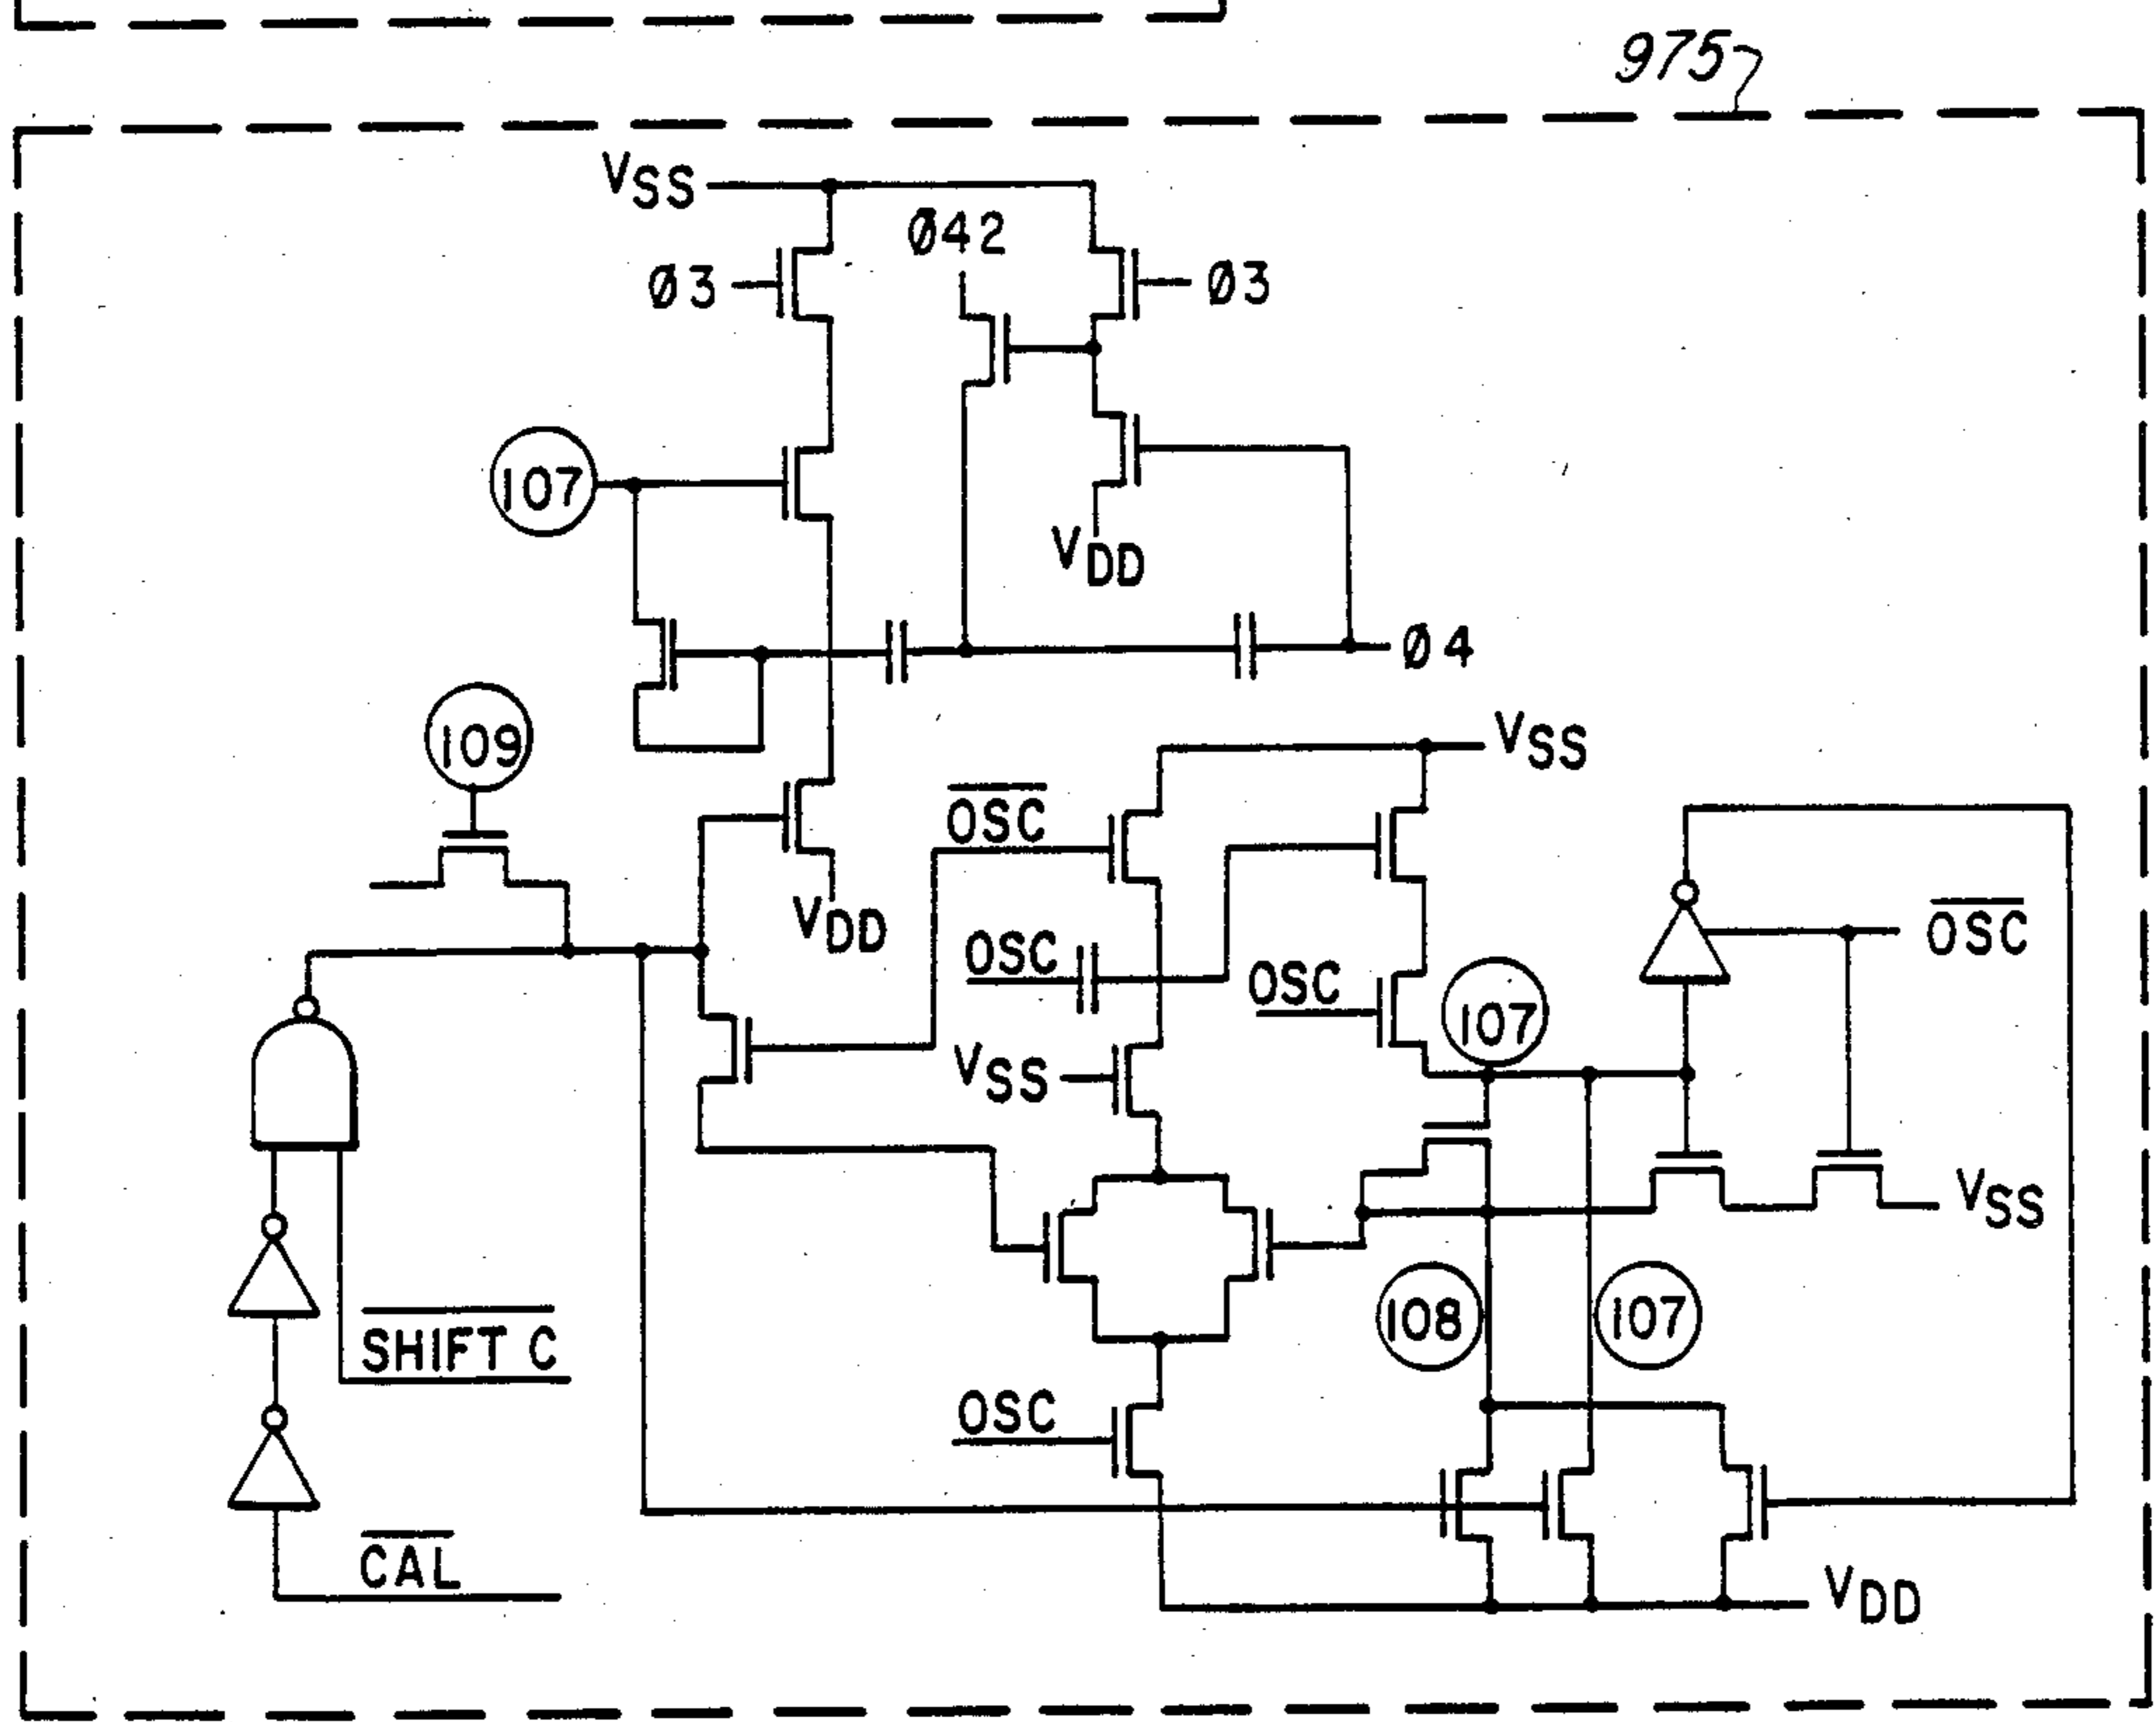 975
VSS
Ø42
Ø3
Ø3
107
VDD
Ø4
109
VSS
OSC
VDD
OSC
OSC
107
OSC
VSS
VSS
SHIFT C
108
107
OSC
CAL
VDD